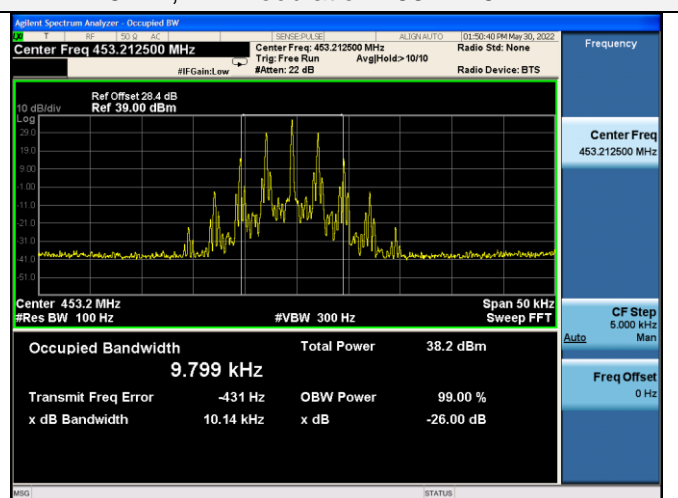 Agilent Spectrum Analyzer - Occupied BW
LXI T RF 50 Ω AC SENSE:PULSE ALIGN AUTO 01:50:40 PM May 30, 2022
Center Freq 453.212500 MHz
Center Freq: 453.212500 MHz
Radio Std: None
Trig: Free Run Avg|Hold:> 10/10
#IFGain:Low #Atten: 22 dB Radio Device: BTS
Frequency
Ref Offset 28.4 dB
10 dB/div Ref 39.00 dBm
Log
29.0
19.0
9.00
-1.00
-11.0
-21.0
-31.0
-41.0
-51.0
Center Freq
453.212500 MHz
Center 453.2 MHz Span 50 kHz
#Res BW 100 Hz #VBW 300 Hz Sweep FFT
CF Step
5.000 kHz
Auto Man
Occupied Bandwidth Total Power 38.2 dBm
9.799 kHz
Transmit Freq Error -431 Hz OBW Power 99.00 %
x dB Bandwidth 10.14 kHz x dB -26.00 dB
Freq Offset
0 Hz
MSG STATUS